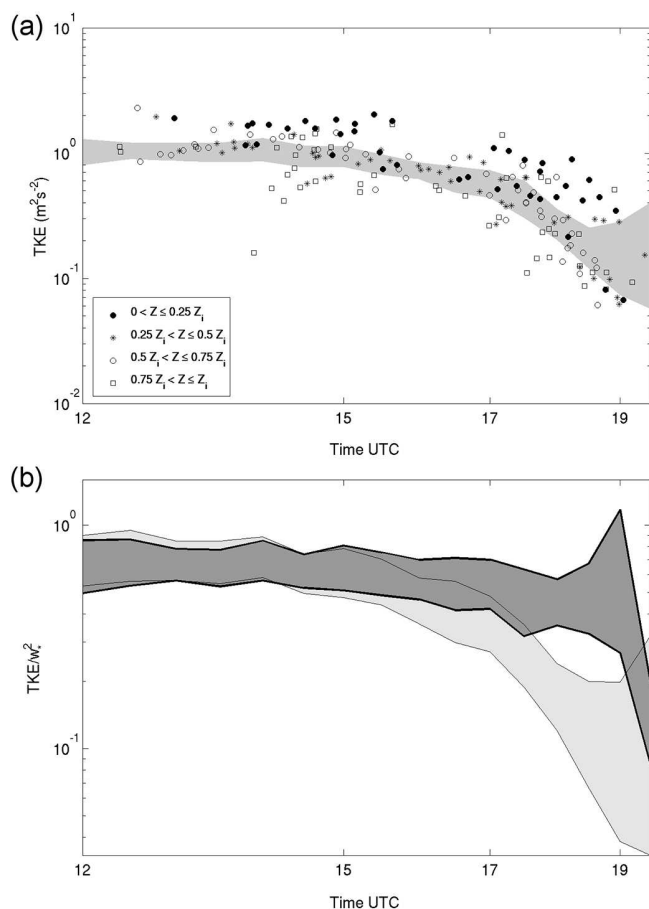 (a)
10^1
10^0
10^-1
10^-2
TKE (m^2s^-2)
0 < Z ≤ 0.25 Z_i
0.25 Z_i < Z ≤ 0.5 Z_i
0.5 Z_i < Z ≤ 0.75 Z_i
0.75 Z_i < Z ≤ Z_i
12 15 17 19
Time UTC
(b)
10^0
10^-1
TKE/w_*^2
12 15 17 19
Time UTC